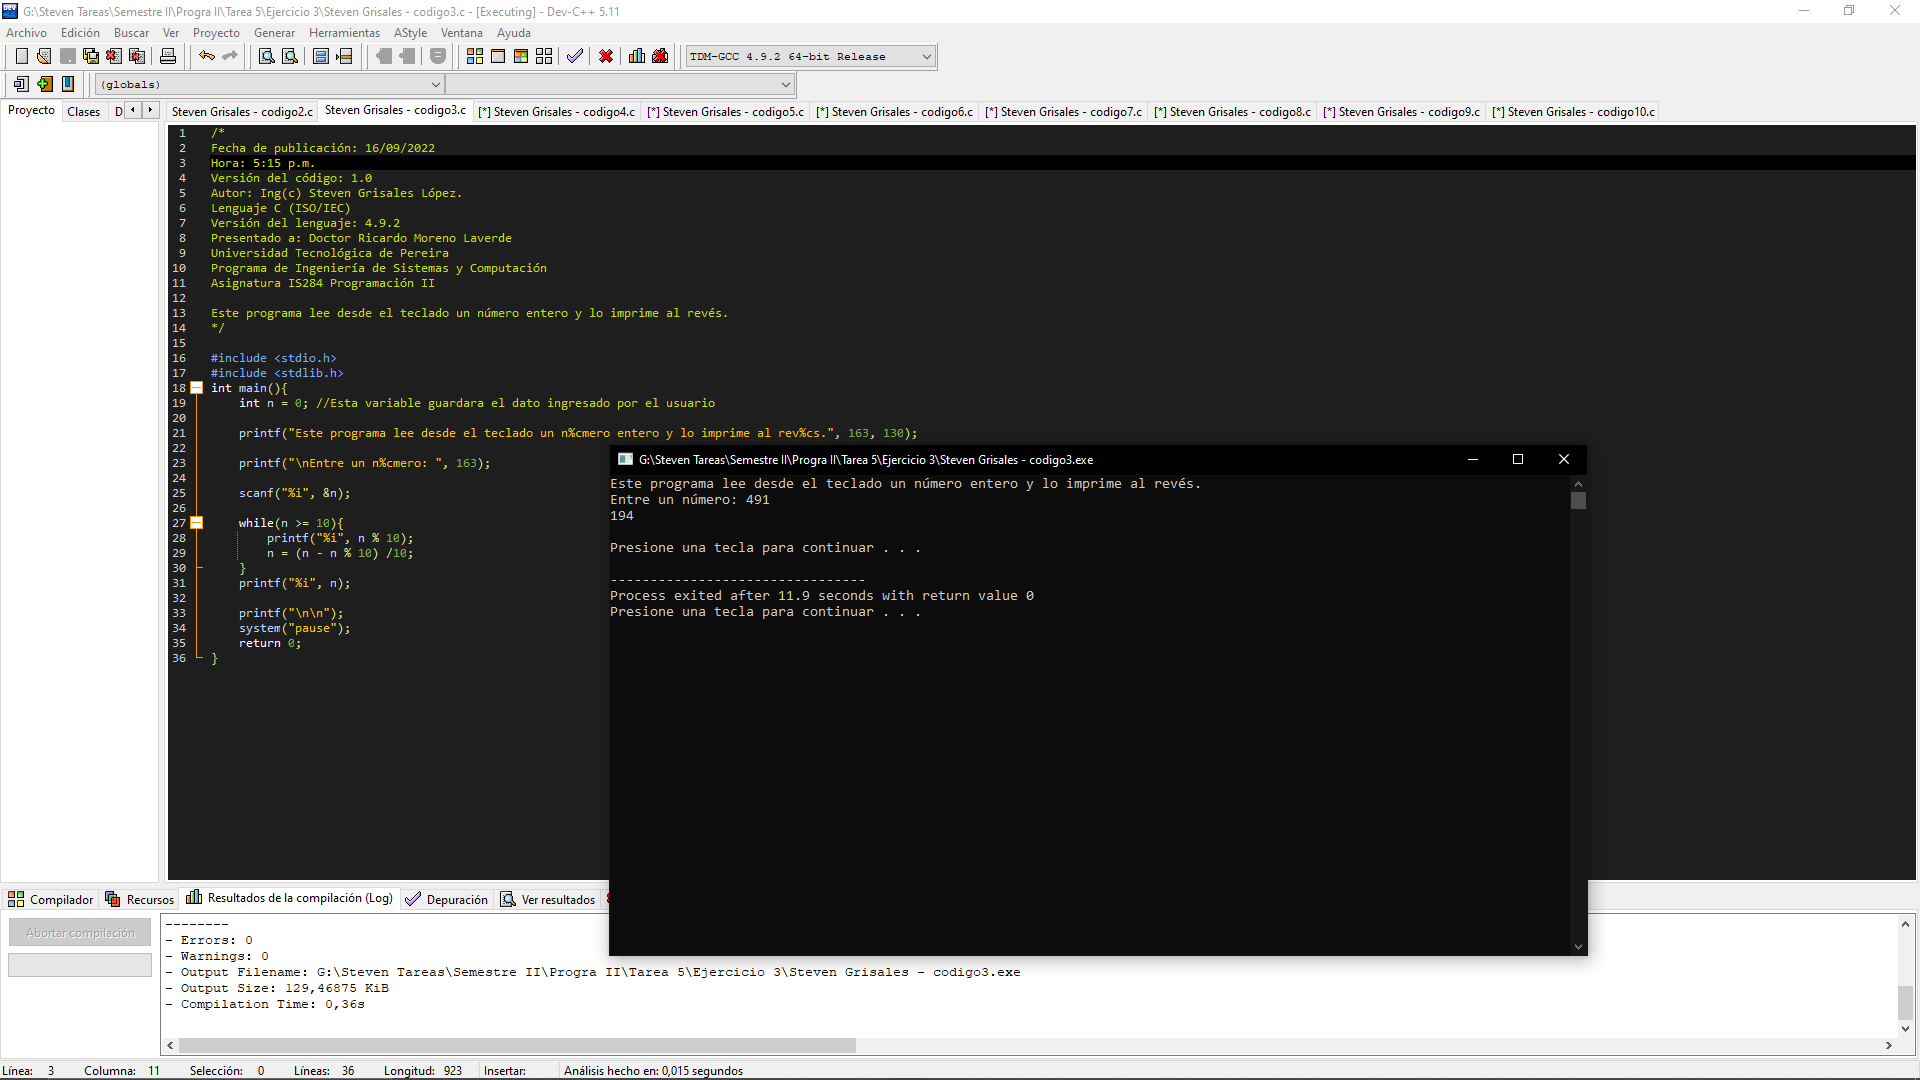 G:\Steven Tareas\Semestre II\Progra II\Tarea 5\Ejercicio 3\Steven Grisales - codigo3.c - [Executing] - Dev-C++ 5.11
Archivo Edición Buscar Ver Proyecto Generar Herramientas AStyle Ventana Ayuda
TDM-GCC 4.9.2 64-bit Release
(globals)
Proyecto Clases D Steven Grisales - codigo2.c Steven Grisales - codigo3.c [*] Steven Grisales - codigo4.c [*] Steven Grisales - codigo5.c [*] Steven Grisales - codigo6.c [*] Steven Grisales - codigo7.c [*] Steven Grisales - codigo8.c [*] Steven Grisales - codigo9.c [*] Steven Grisales - codigo10.c
1 /*
2 Fecha de publicación: 16/09/2022
3 Hora: 5:15 p.m.
4 Versión del código: 1.0
5 Autor: Ing(c) Steven Grisales López.
6 Lenguaje C (ISO/IEC)
7 Versión del lenguaje: 4.9.2
8 Presentado a: Doctor Ricardo Moreno Laverde
9 Universidad Tecnológica de Pereira
10 Programa de Ingeniería de Sistemas y Computación
11 Asignatura IS284 Programación II
12
13 Este programa lee desde el teclado un número entero y lo imprime al revés.
14 */
15
16 #include <stdio.h>
17 #include <stdlib.h>
18 int main(){
19 int n = 0; //Esta variable guardara el dato ingresado por el usuario
20
21 printf("Este programa lee desde el teclado un n%cmero entero y lo imprime al rev%cs.", 163, 130);
22
23 printf("\nEntre un n%cmero: ", 163);
24
25 scanf("%i", &n);
26
27 while(n >= 10){
28 printf("%i", n % 10);
29 n = (n - n % 10) /10;
30 }
31 printf("%i", n);
32
33 printf("\n\n");
34 system("pause");
35 return 0;
36 }
G:\Steven Tareas\Semestre II\Progra II\Tarea 5\Ejercicio 3\Steven Grisales - codigo3.exe
Este programa lee desde el teclado un número entero y lo imprime al revés.
Entre un número: 491
194
Presione una tecla para continuar . . .
--------------------------------
Process exited after 11.9 seconds with return value 0
Presione una tecla para continuar . . .
Compilador Recursos Resultados de la compilación (Log) Depuración Ver resultados
Abortar compilación
--------
- Errors: 0
- Warnings: 0
- Output Filename: G:\Steven Tareas\Semestre II\Progra II\Tarea 5\Ejercicio 3\Steven Grisales - codigo3.exe
- Output Size: 129,46875 KiB
- Compilation Time: 0,36s
Línea: 3 Columna: 11 Selección: 0 Líneas: 36 Longitud: 923 Insertar: Análisis hecho en: 0,015 segundos